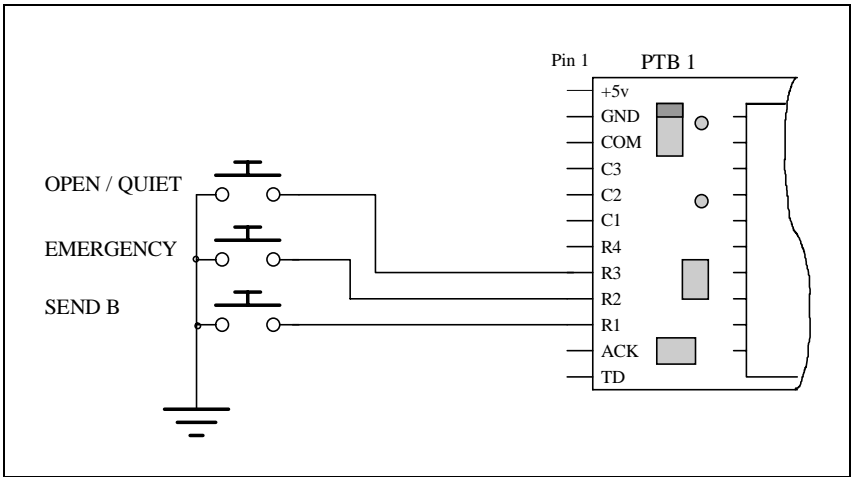 Pin 1 PTB 1
+5v
GND
COM
C3
OPEN / QUIET
C2
C1
EMERGENCY
R4
R3
R2
SEND B
R1
ACK
TD